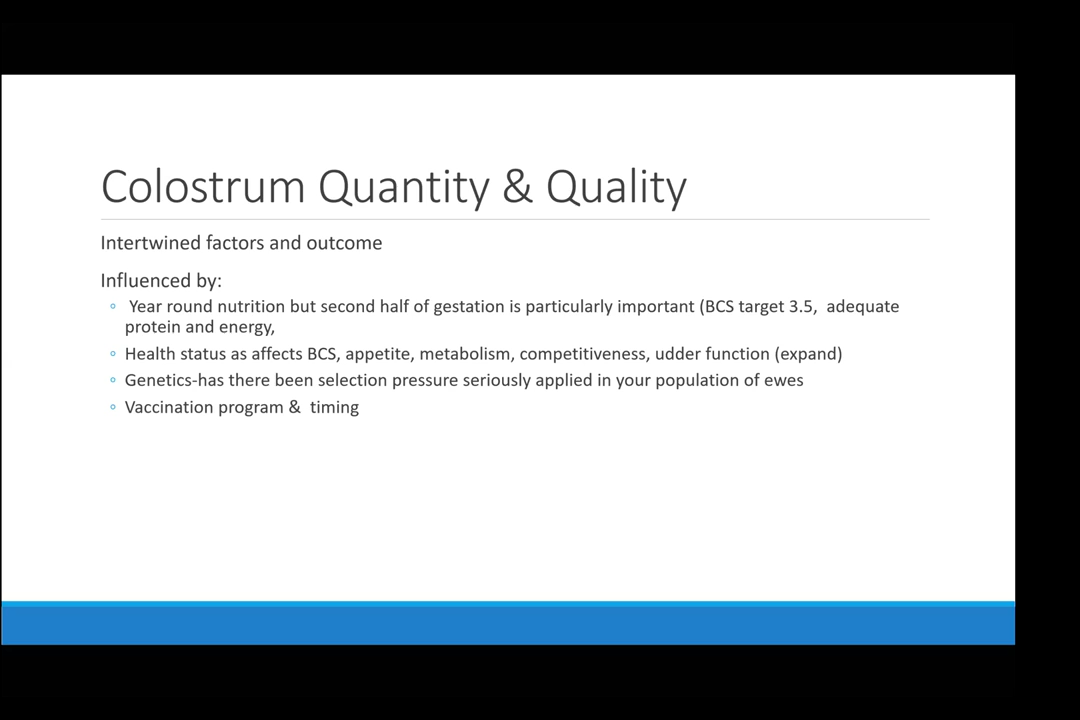 Colostrum Quantity & Quality
Intertwined factors and outcome
Influenced by:
◦ Year round nutrition but second half of gestation is particularly important (BCS target 3.5, adequate
protein and energy,
◦ Health status as affects BCS, appetite, metabolism, competitiveness, udder function (expand)
◦ Genetics-has there been selection pressure seriously applied in your population of ewes
◦ Vaccination program & timing